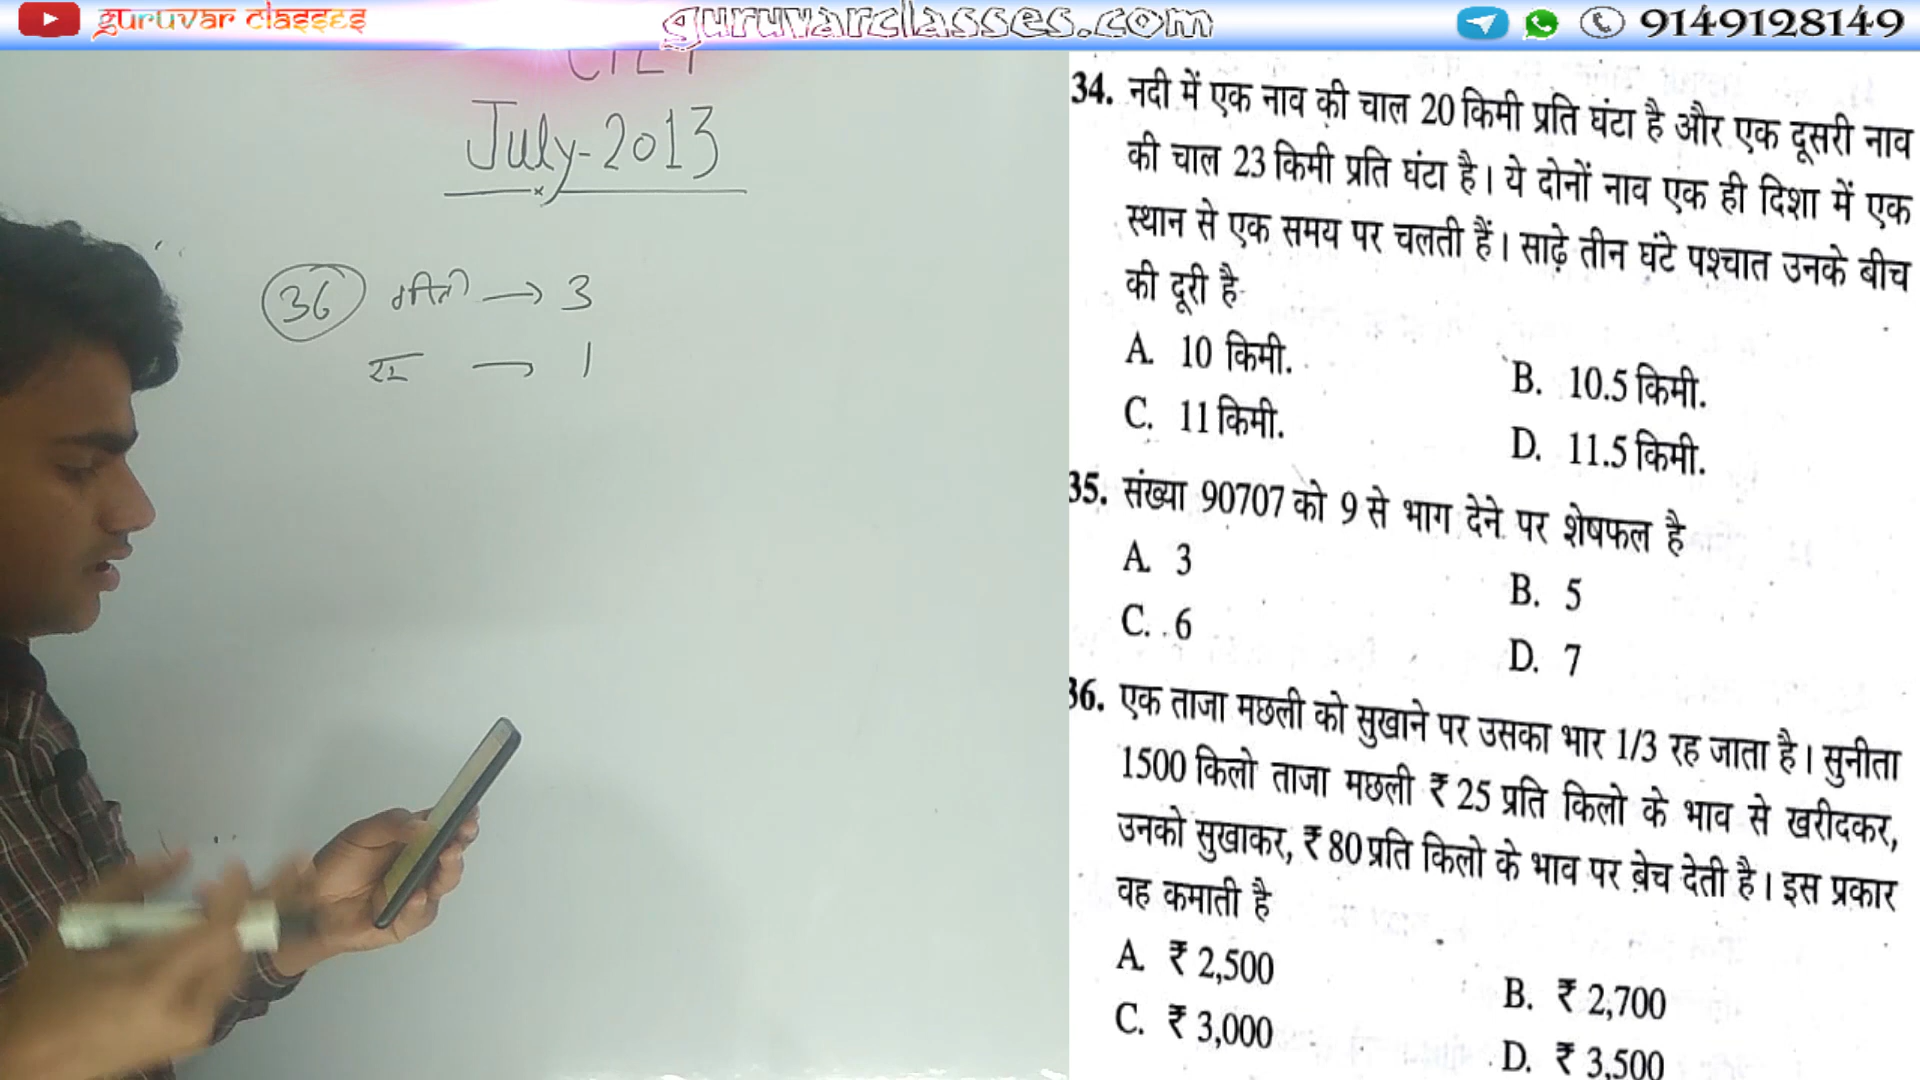 guruvar classes
guruvarclasses.com
9149128149
CTET
July-2013
36 गीली → 3
→ 1
34. नदी में एक नाव की चाल 20 किमी प्रति घंटा है और एक दूसरी नाव
की चाल 23 किमी प्रति घंटा है। ये दोनों नाव एक ही दिशा में एक
स्थान से एक समय पर चलती हैं। साढ़े तीन घंटे पश्चात उनके बीच
की दूरी है
A. 10 किमी.
B. 10.5 किमी.
C. 11 किमी.
D. 11.5 किमी.
35. संख्या 90707 को 9 से भाग देने पर शेषफल है
A. 3
B. 5
C. 6
D. 7
36. एक ताजा मछली को सुखाने पर उसका भार 1/3 रह जाता है। सुनीता
1500 किलो ताजा मछली ₹ 25 प्रति किलो के भाव से खरीदकर,
उनको सुखाकर, ₹ 80 प्रति किलो के भाव पर बेच देती है। इस प्रकार
वह कमाती है
A. ₹ 2,500
B. ₹ 2,700
C. ₹ 3,000
D. ₹ 3,500